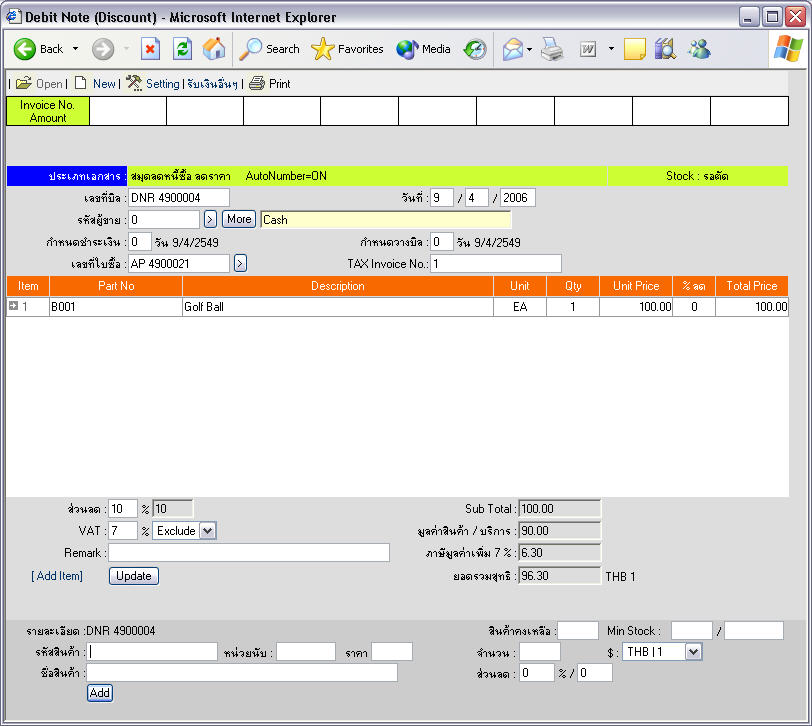 Debit Note (Discount) - Microsoft Internet Explorer
Back Search Favorites Media
| Open | New | Setting | รับเงินอื่นๆ | Print
Invoice No.
Amount
ประเภทเอกสาร : สมุดลดหนี้ซื้อ ลดราคา AutoNumber=ON Stock : รอตัด
เลขที่บิล : DNR 4900004 วันที่ : 9 / 4 / 2006
รหัสผู้ขาย : 0 > More Cash
กำหนดชำระเงิน : 0 วัน 9/4/2549 กำหนดวางบิล : 0 วัน 9/4/2549
เลขที่ใบซื้อ : AP 4900021 > TAX Invoice No.: 1
Item Part No Description Unit Qty Unit Price % ลด Total Price
1 B001 Golf Ball EA 1 100.00 0 100.00
ส่วนลด : 10 % 10 Sub Total : 100.00
VAT : 7 % Exclude มูลค่าสินค้า / บริการ : 90.00
Remark : ภาษีมูลค่าเพิ่ม 7 % : 6.30
[ Add Item] Update ยอดรวมสุทธิ : 96.30 THB 1
รายละเอียด :DNR 4900004 สินค้าคงเหลือ : Min Stock : /
รหัสสินค้า : หน่วยนับ : ราคา จำนวน : $ : THB | 1
ชื่อสินค้า : ส่วนลด : 0 % / 0
Add